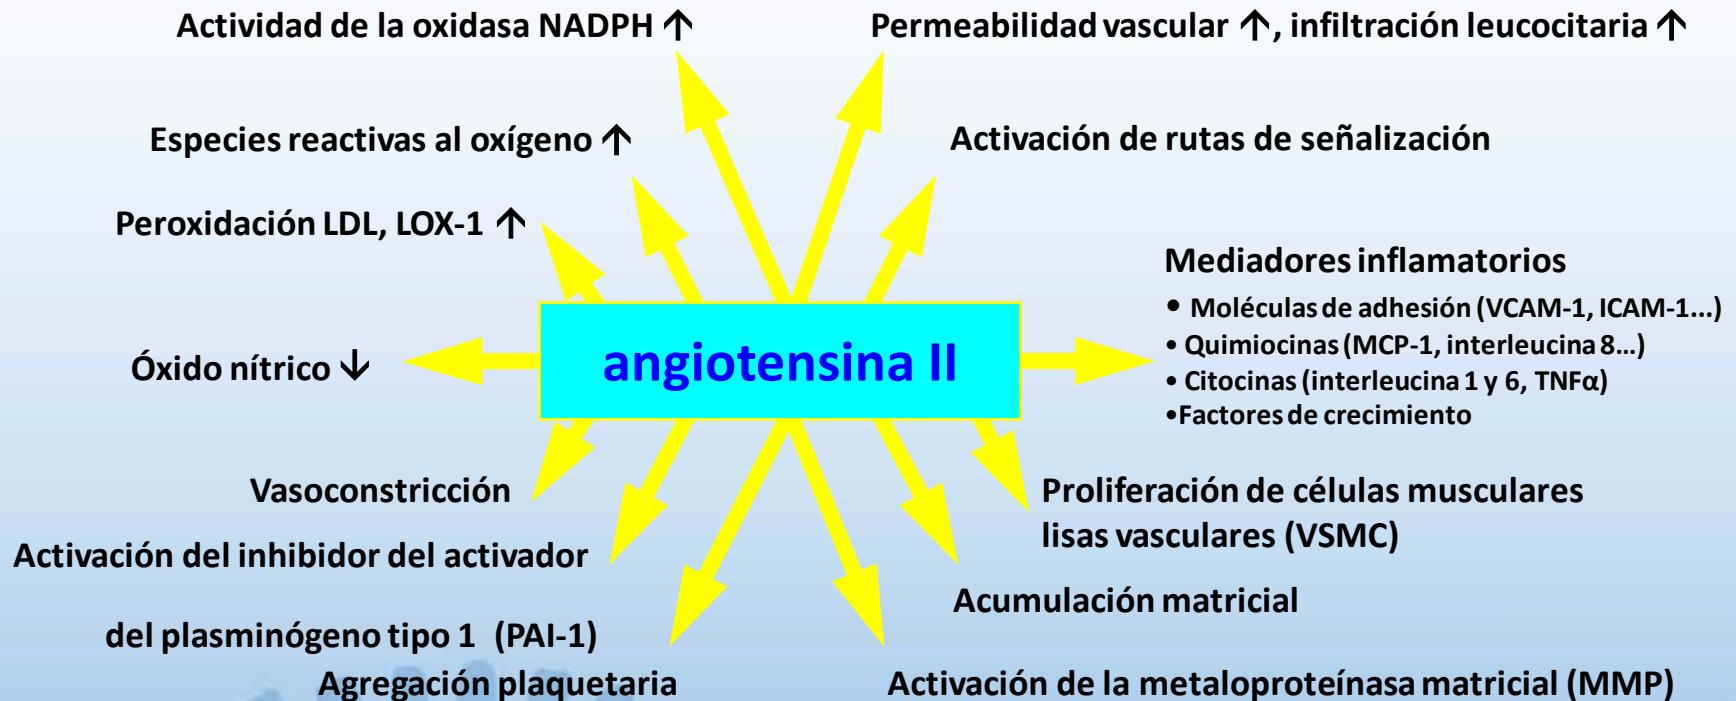 Actividad de la oxidasa NADPH ↑
Permeabilidad vascular ↑, infiltración leucocitaria ↑
Especies reactivas al oxígeno ↑
Activación de rutas de señalización
Peroxidación LDL, LOX-1 ↑
Mediadores inflamatorios
• Moléculas de adhesión (VCAM-1, ICAM-1...)
• Quimiocinas (MCP-1, interleucina 8…)
• Citocinas (interleucina 1 y 6, TNFα)
•Factores de crecimiento
Óxido nítrico ↓
angiotensina II
Vasoconstricción
Proliferación de células musculares
lisas vasculares (VSMC)
Activación del inhibidor del activador
del plasminógeno tipo 1 (PAI-1)
Acumulación matricial
Agregación plaquetaria
Activación de la metaloproteínasa matricial (MMP)